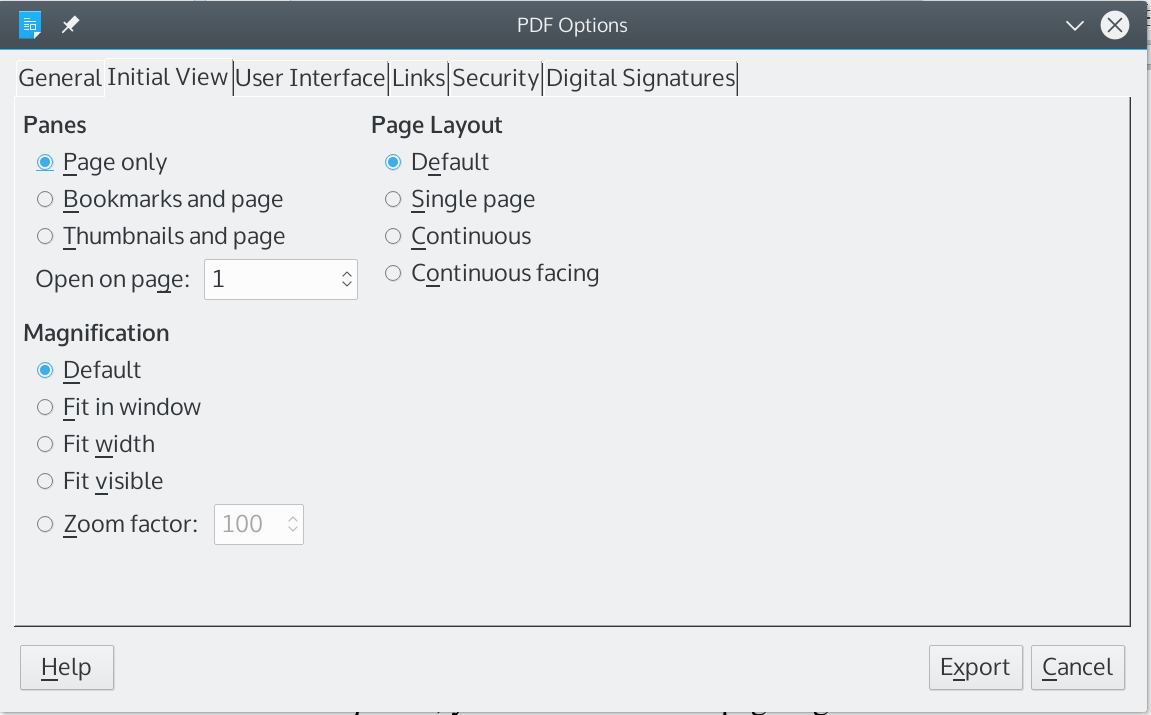 PDF Options
General Initial View User Interface Links Security Digital Signatures
Panes
Page only
Bookmarks and page
Thumbnails and page
Open on page: 1
Page Layout
Default
Single page
Continuous
Continuous facing
Magnification
Default
Fit in window
Fit width
Fit visible
Zoom factor: 100
Help Export Cancel